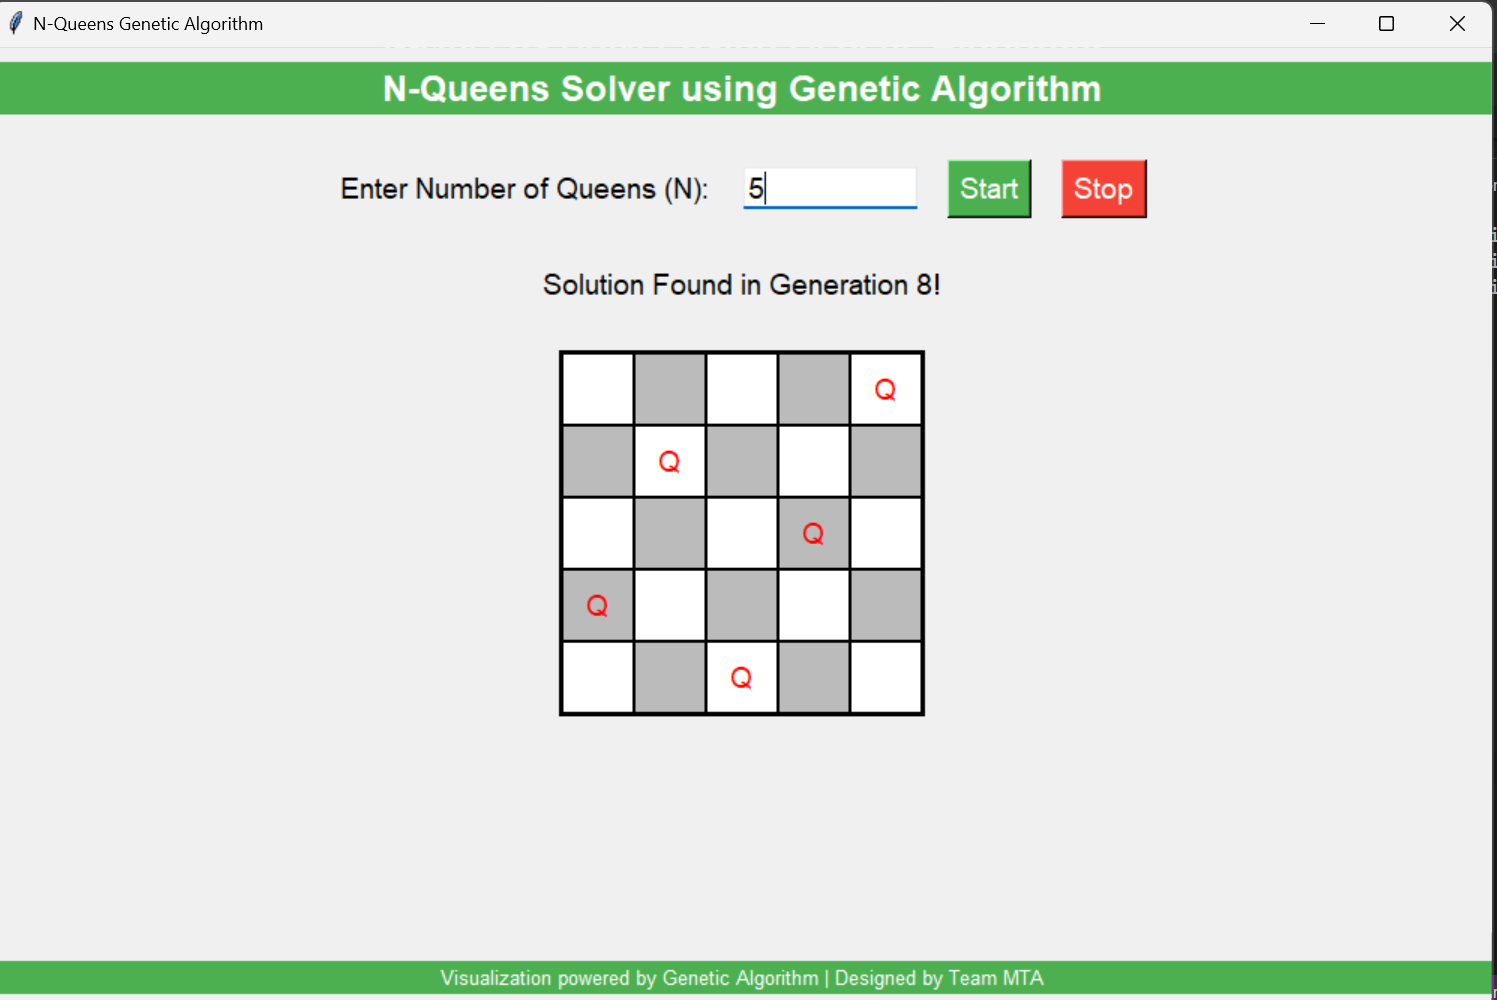 N-Queens Genetic Algorithm
N-Queens Solver using Genetic Algorithm
Enter Number of Queens (N): 5 Start Stop
Solution Found in Generation 8!
Q
Q
Q
Q
Q
Visualization powered by Genetic Algorithm | Designed by Team MTA